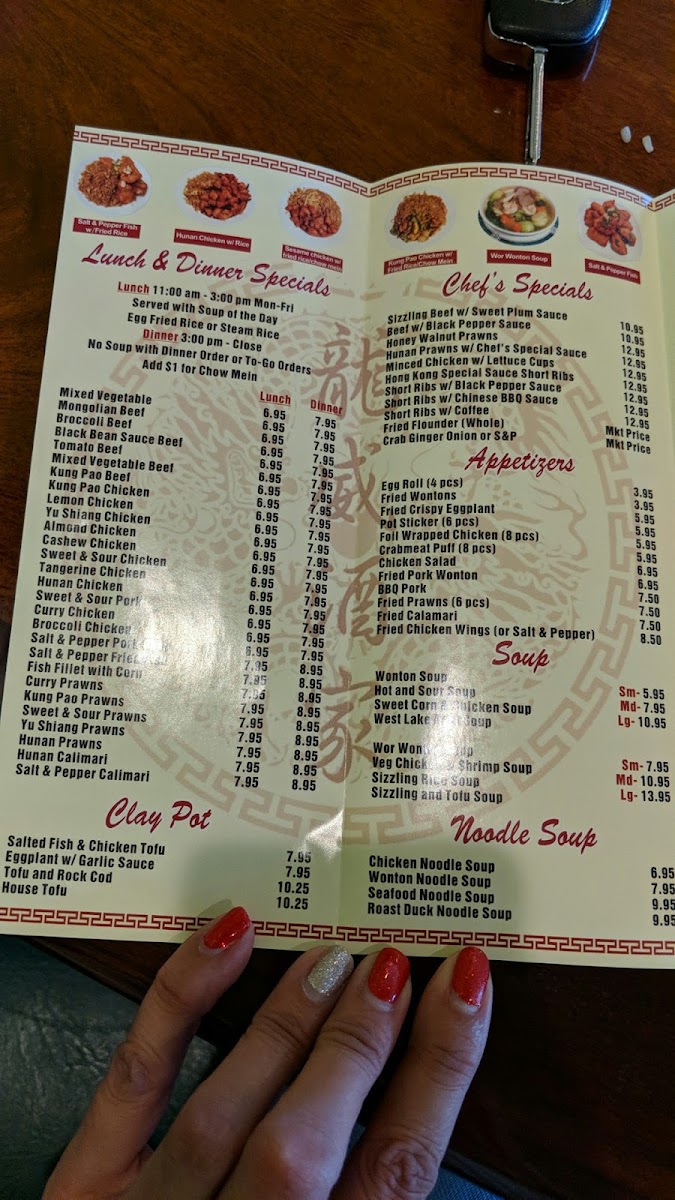 Salt & Pepper Fish
w/Fried Rice
Hunan Chicken w/ Rice
Sesame chicken w/
fried rice/chow mein
Lunch & Dinner Specials
Lunch 11:00 am - 3:00 pm Mon-Fri
Served with Soup of the Day
Egg Fried Rice or Steam Rice
Dinner 3:00 pm - Close
No Soup with Dinner Order or To-Go Orders
Add $1 for Chow Mein
Lunch Dinner
Mixed Vegetable 6.95 7.95
Mongolian Beef 6.95 7.95
Broccoli Beef 6.95 7.95
Black Bean Sauce Beef 6.95 7.95
Tomato Beef 6.95 7.95
Mixed Vegetable Beef 6.95 7.95
Kung Pao Beef 6.95 7.95
Kung Pao Chicken 6.95 7.95
Lemon Chicken 6.95 7.95
Yu Shiang Chicken 6.95 7.95
Almond Chicken 6.95 7.95
Cashew Chicken 6.95 7.95
Sweet & Sour Chicken 6.95 7.95
Tangerine Chicken 6.95 7.95
Hunan Chicken 6.95 7.95
Sweet & Sour Pork 6.95 7.95
Curry Chicken 6.95 7.95
Broccoli Chicken 6.95 7.95
Salt & Pepper Pork 6.95 7.95
Salt & Pepper Fried 7.95 8.95
Fish Fillet with Corn 7.95 8.95
Curry Prawns 7.95 8.95
Kung Pao Prawns 7.95 8.95
Sweet & Sour Prawns 7.95 8.95
Yu Shiang Prawns 7.95 8.95
Hunan Prawns 7.95 8.95
Hunan Calimari 7.95 8.95
Salt & Pepper Calimari 7.95 8.95
Clay Pot
Salted Fish & Chicken Tofu 7.95
Eggplant w/ Garlic Sauce 7.95
Tofu and Rock Cod 10.25
House Tofu 10.25
龍威酒家
Kung Pao Chicken w/
Fried Rice/Chow Mein
Wor Wonton Soup
Salt & Pepper Fish
Chef's Specials
Sizzling Beef w/ Sweet Plum Sauce 10.95
Beef w/ Black Pepper Sauce
Honey Walnut Prawns 12.95
Hunan Prawns w/ Chef's Special Sauce 12.95
Minced Chicken w/ Lettuce Cups 12.95
Hong Kong Special Sauce Short Ribs 12.95
Short Ribs w/ Black Pepper Sauce 12.95
Short Ribs w/ Chinese BBQ Sauce 12.95
Short Ribs w/ Coffee 12.95
Fried Flounder (Whole) Mkt Price
Crab Ginger Onion or S&P Mkt Price
Appetizers
Egg Roll (4 pcs) 3.95
Fried Wontons 3.95
Fried Crispy Eggplant 5.95
Pot Sticker (6 pcs) 5.95
Foil Wrapped Chicken (8 pcs) 5.95
Crabmeat Puff (8 pcs) 5.95
Chicken Salad 6.95
Fried Pork Wonton 6.95
BBQ Pork 7.50
Fried Prawns (6 pcs) 7.50
Fried Calamari 7.50
Fried Chicken Wings (or Salt & Pepper) 8.50
Soup
Wonton Soup
Hot and Sour Soup Sm- 5.95
Sweet Corn & Chicken Soup Md- 7.95
West Lake Soup Lg- 10.95
Wor Wonton Soup
Veg Chicken Shrimp Soup Sm- 7.95
Sizzling Rice Soup Md- 10.95
Sizzling and Tofu Soup Lg- 13.95
Noodle Soup
Chicken Noodle Soup 6.95
Wonton Noodle Soup 7.95
Seafood Noodle Soup 9.95
Roast Duck Noodle Soup 9.95